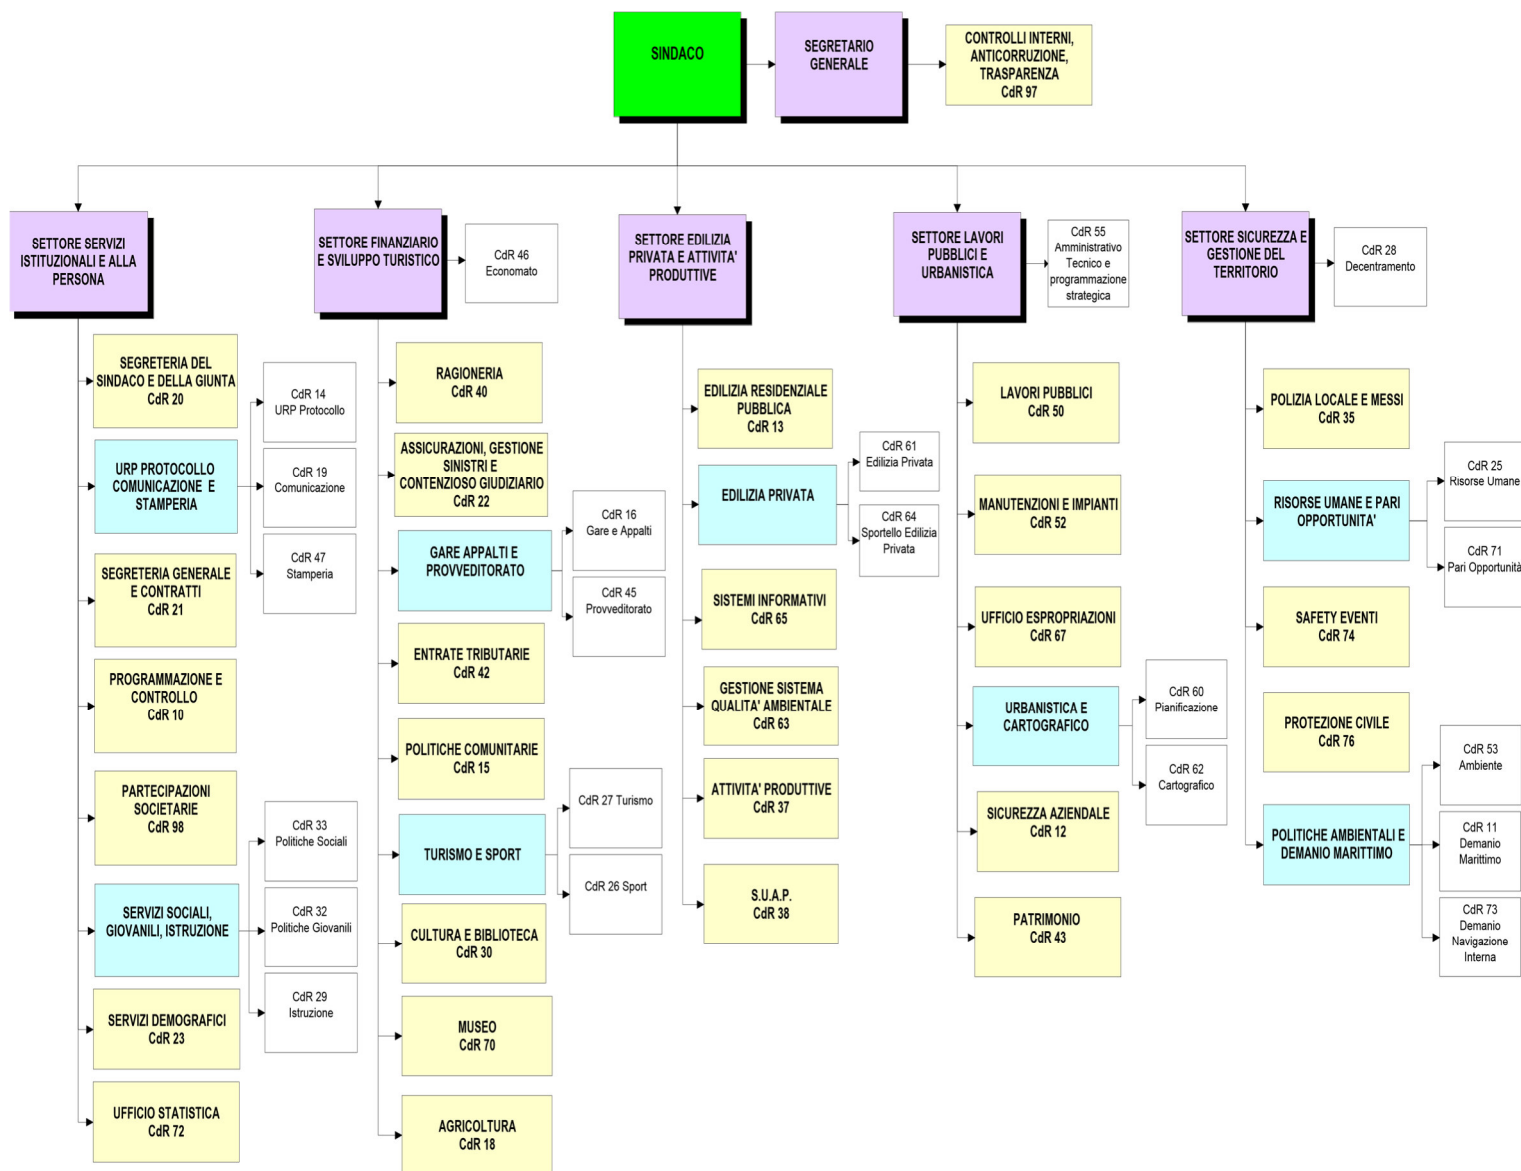 SINDACO
SEGRETARIO
GENERALE
CONTROLLI INTERNI,
ANTICORRUZIONE,
TRASPARENZA
CdR 97
SETTORE SERVIZI
ISTITUZIONALI E ALLA
PERSONA
SEGRETERIA DEL
SINDACO E DELLA GIUNTA
CdR 20
URP PROTOCOLLO
COMUNICAZIONE E
STAMPERIA
CdR 14
URP Protocollo
CdR 19
Comunicazione
CdR 47
Stamperia
SEGRETERIA GENERALE
E CONTRATTI
CdR 21
PROGRAMMAZIONE E
CONTROLLO
CdR 10
PARTECIPAZIONI
SOCIETARIE
CdR 98
SERVIZI SOCIALI,
GIOVANILI, ISTRUZIONE
CdR 33
Politiche Sociali
CdR 32
Politiche Giovanili
CdR 29
Istruzione
SERVIZI DEMOGRAFICI
CdR 23
UFFICIO STATISTICA
CdR 72
SETTORE FINANZIARIO
E SVILUPPO TURISTICO
CdR 46
Economato
RAGIONERIA
CdR 40
ASSICURAZIONI, GESTIONE
SINISTRI E
CONTENZIOSO GIUDIZIARIO
CdR 22
GARE APPALTI E
PROVVEDITORATO
CdR 16
Gare e Appalti
CdR 45
Provveditorato
ENTRATE TRIBUTARIE
CdR 42
POLITICHE COMUNITARIE
CdR 15
TURISMO E SPORT
CdR 27 Turismo
CdR 26 Sport
CULTURA E BIBLIOTECA
CdR 30
MUSEO
CdR 70
AGRICOLTURA
CdR 18
SETTORE EDILIZIA
PRIVATA E ATTIVITA'
PRODUTTIVE
EDILIZIA RESIDENZIALE
PUBBLICA
CdR 13
EDILIZIA PRIVATA
CdR 61
Edilizia Privata
CdR 64
Sportello Edilizia
Privata
SISTEMI INFORMATIVI
CdR 65
GESTIONE SISTEMA
QUALITA' AMBIENTALE
CdR 63
ATTIVITA' PRODUTTIVE
CdR 37
S.U.A.P.
CdR 38
SETTORE LAVORI
PUBBLICI E
URBANISTICA
CdR 55
Amministrativo
Tecnico e
programmazione
strategica
LAVORI PUBBLICI
CdR 50
MANUTENZIONI E IMPIANTI
CdR 52
UFFICIO ESPROPRIAZIONI
CdR 67
URBANISTICA E
CARTOGRAFICO
CdR 60
Pianificazione
CdR 62
Cartografico
SICUREZZA AZIENDALE
CdR 12
PATRIMONIO
CdR 43
SETTORE SICUREZZA E
GESTIONE DEL
TERRITORIO
CdR 28
Decentramento
POLIZIA LOCALE E MESSI
CdR 35
RISORSE UMANE E PARI
OPPORTUNITA'
CdR 25
Risorse Umane
CdR 71
Pari Opportunità
SAFETY EVENTI
CdR 74
PROTEZIONE CIVILE
CdR 76
POLITICHE AMBIENTALI E
DEMANIO MARITTIMO
CdR 53
Ambiente
CdR 11
Demanio
Marittimo
CdR 73
Demanio
Navigazione
Interna